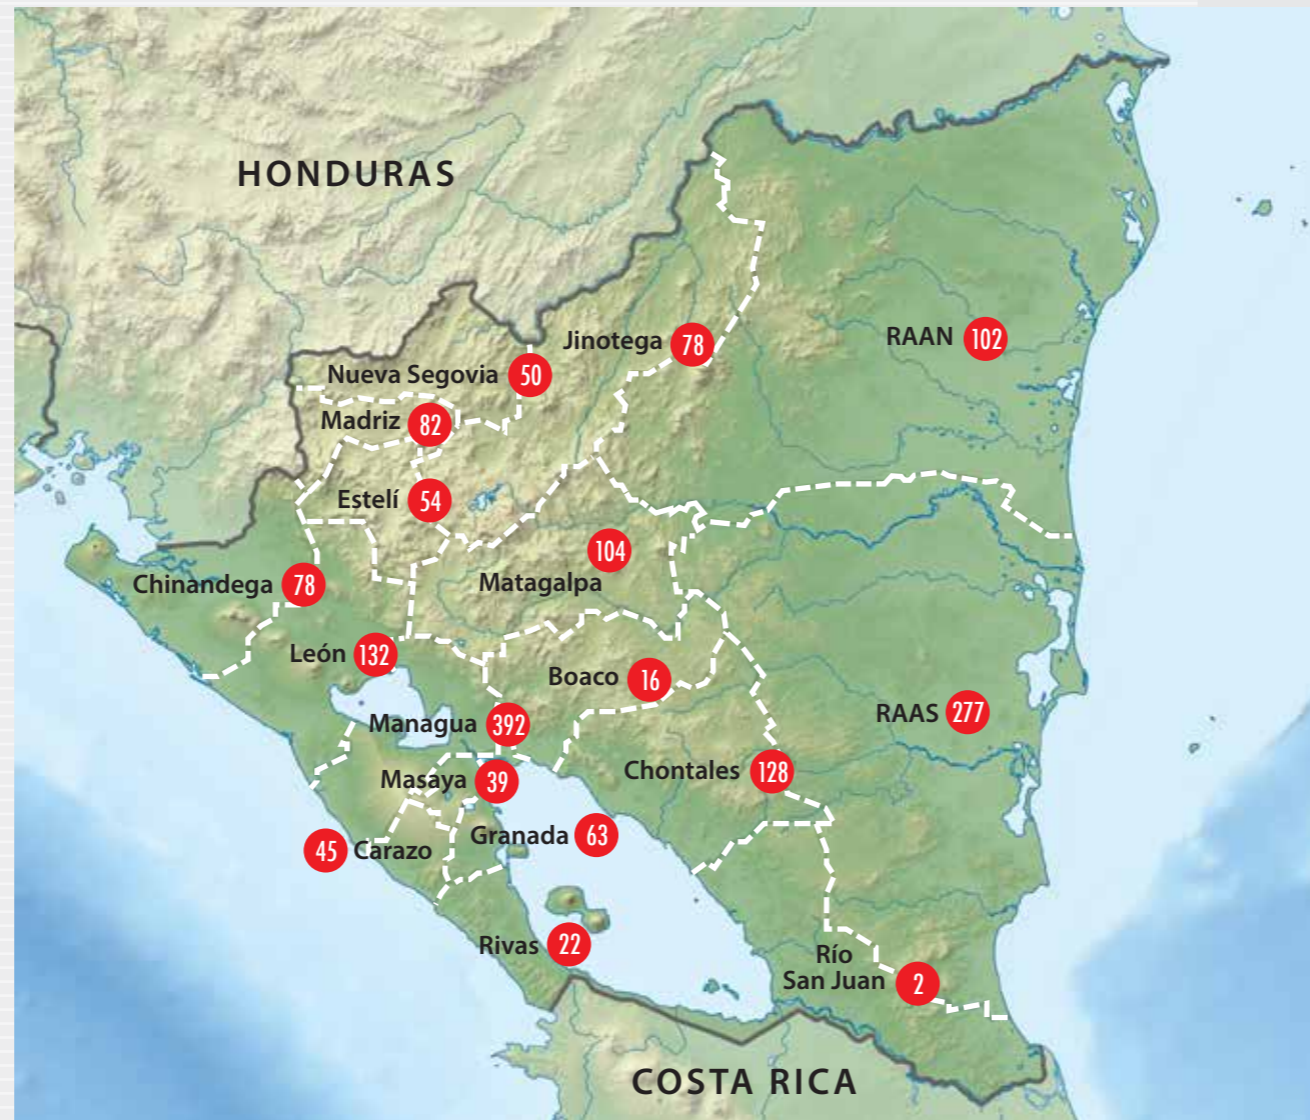 HONDURAS
Jinotega 78
RAAN 102
Nueva Segovia 50
Madriz 82
Estelí 54
104
Matagalpa
Chinandega 78
León 132
Boaco 16
RAAS 277
Managua 392
Chontales 128
Masaya 39
Granada 63
45 Carazo
Rivas 22
Río
San Juan 2
COSTA RICA